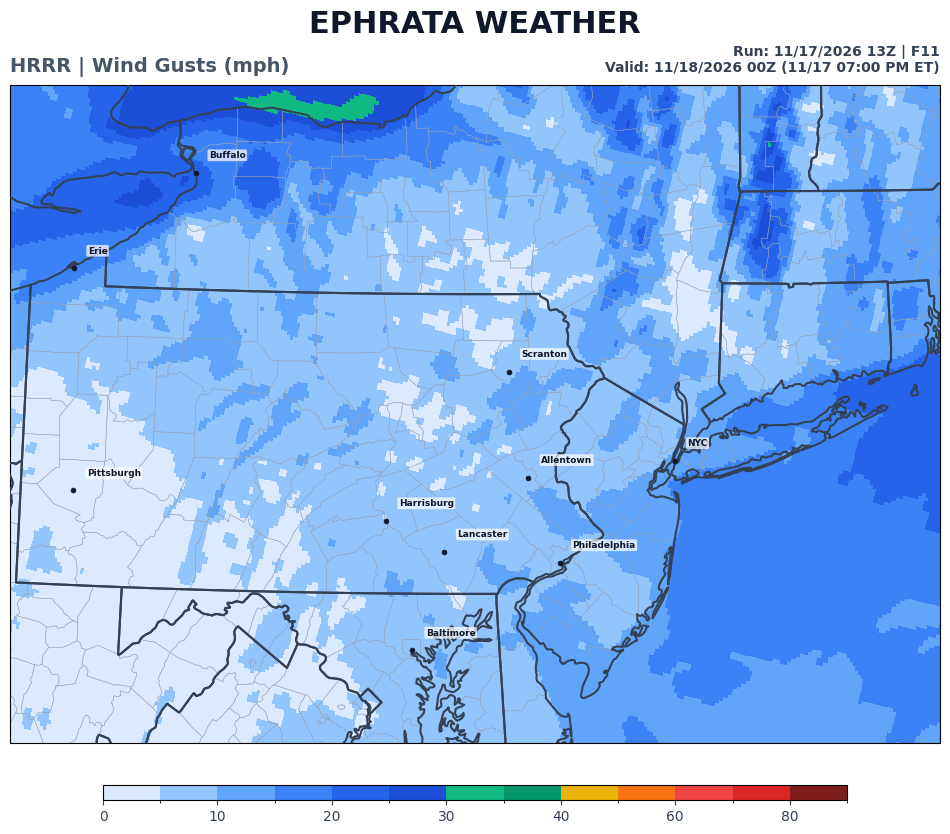 EPHRATA WEATHER
HRRR | Wind Gusts (mph)
Run: 11/17/2026 13Z | F11
Valid: 11/18/2026 00Z (11/17 07:00 PM ET)
Buffalo
Erie
Scranton
NYC
Allentown
Pittsburgh
Harrisburg
Lancaster
Philadelphia
Baltimore
0 10 20 30 40 50 60 70 80